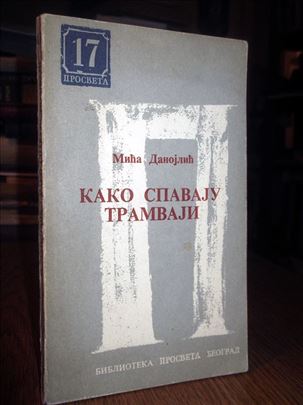 17
ПРОСВЕТА
Мића Данојлић
КАКО СПАВАЈУ
ТРАМВАЈИ
БИБЛИОТЕКА ПРОСВЕТА БЕОГРАД